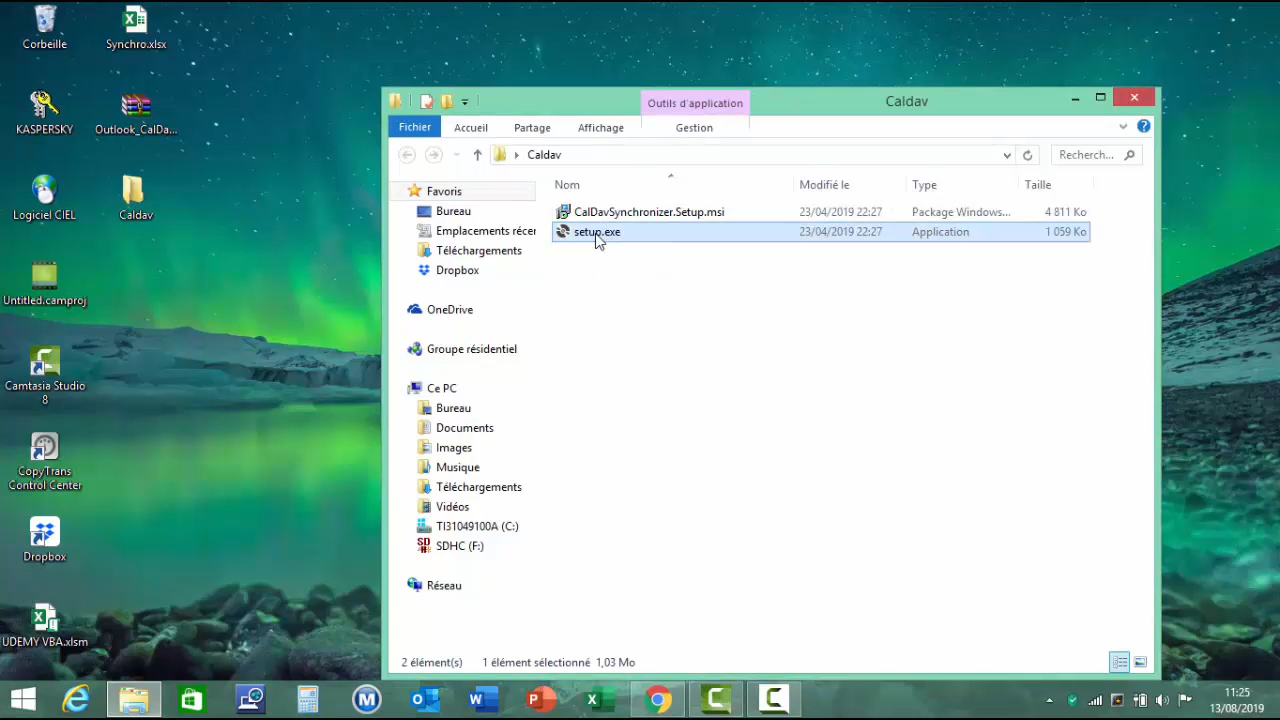 Corbeille
Synchro.xlsx
KASPERSKY
Outlook_CalDa...
Logiciel CIEL
Caldav
Untitled.camproj
Camtasia Studio
8
CopyTrans
Control Center
Dropbox
UDEMY VBA.xlsm
Outils d'application
Caldav
Fichier
Accueil
Partage
Affichage
Gestion
Caldav
Recherch...
Nom
Modifié le
Type
Taille
CalDavSynchronizer.Setup.msi
23/04/2019 22:27
Package Windows...
4 811 Ko
setup.exe
23/04/2019 22:27
Application
1 059 Ko
Favoris
Bureau
Emplacements récer
Téléchargements
Dropbox
OneDrive
Groupe résidentiel
Ce PC
Bureau
Documents
Images
Musique
Téléchargements
Vidéos
TI31049100A (C:)
SDHC (F:)
Réseau
2 élément(s)
1 élément sélectionné 1,03 Mo
11:25
13/08/2019